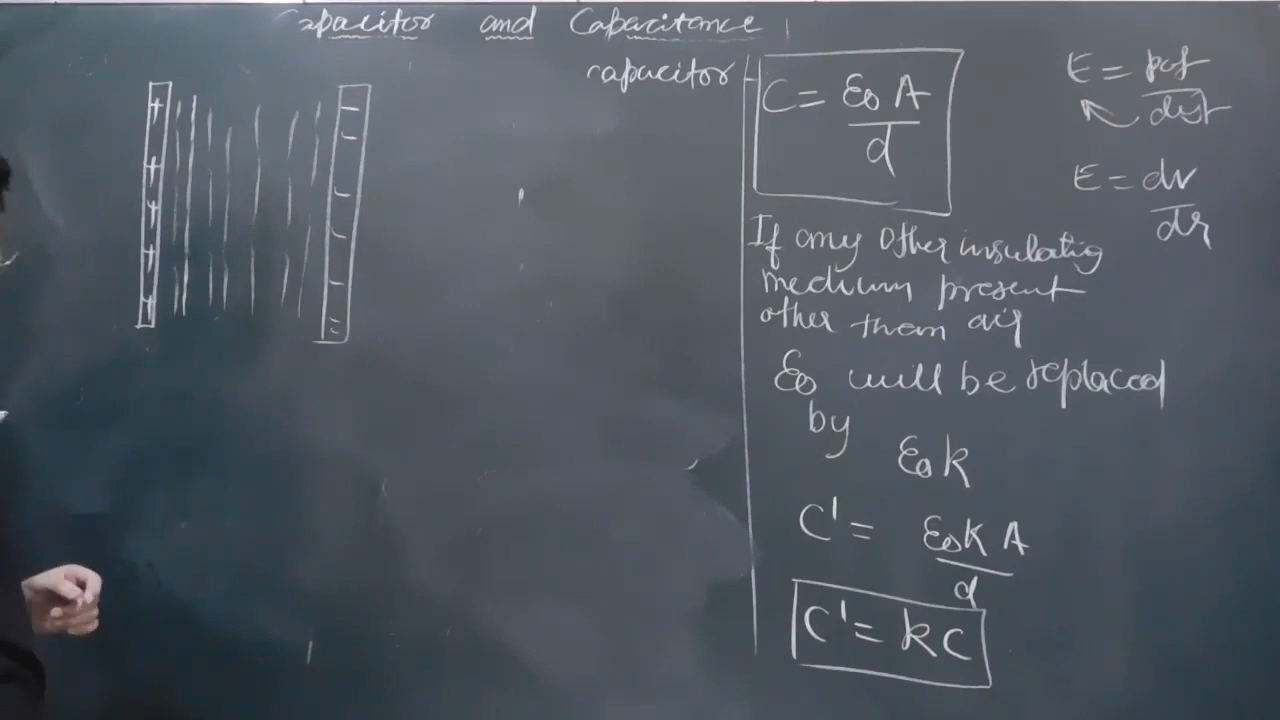 Capacitor and Capacitance
capacitor
C = ε₀ A / d
E = pot / dist
E = dv / dr
If any other insulating
medium present
other than air
ε₀ will be replaced
by
ε₀ k
C' = ε₀ k A / d
C' = kC